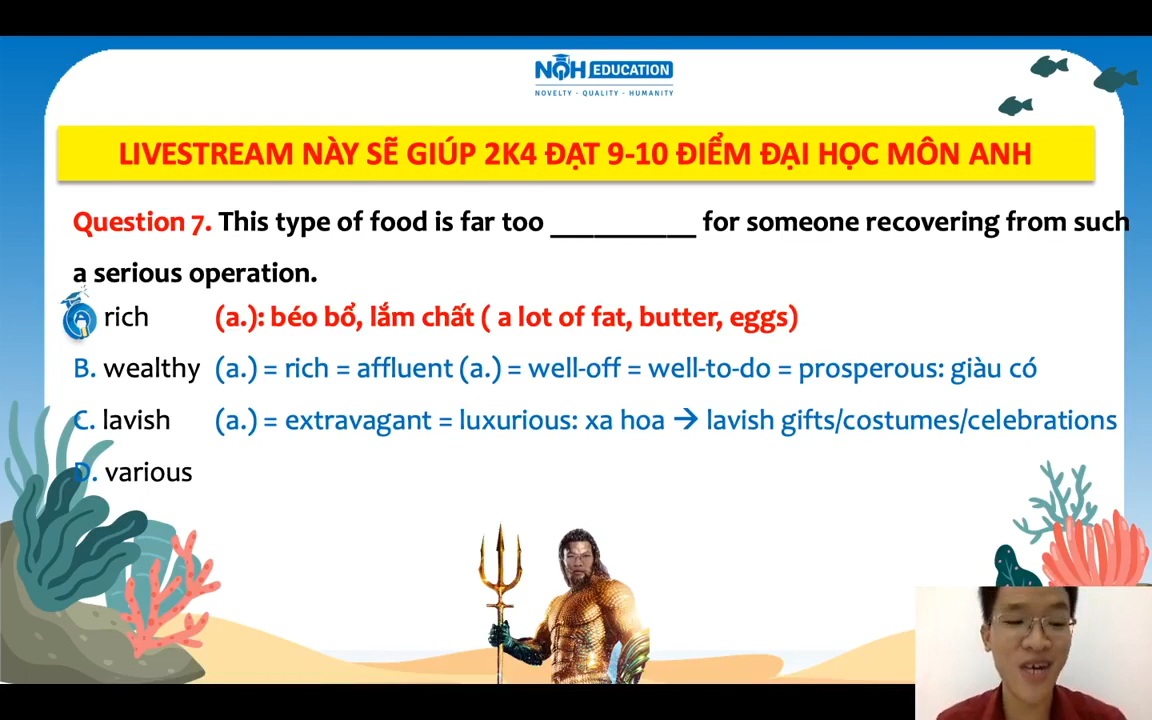 NQH EDUCATION
NOVELTY - QUALITY - HUMANITY
LIVESTREAM NÀY SẼ GIÚP 2K4 ĐẠT 9-10 ĐIỂM ĐẠI HỌC MÔN ANH
Question 7. This type of food is far too __________ for someone recovering from such
a serious operation.
A rich (a.): béo bổ, lắm chất ( a lot of fat, butter, eggs)
B. wealthy (a.) = rich = affluent (a.) = well-off = well-to-do = prosperous: giàu có
C. lavish (a.) = extravagant = luxurious: xa hoa → lavish gifts/costumes/celebrations
D. various